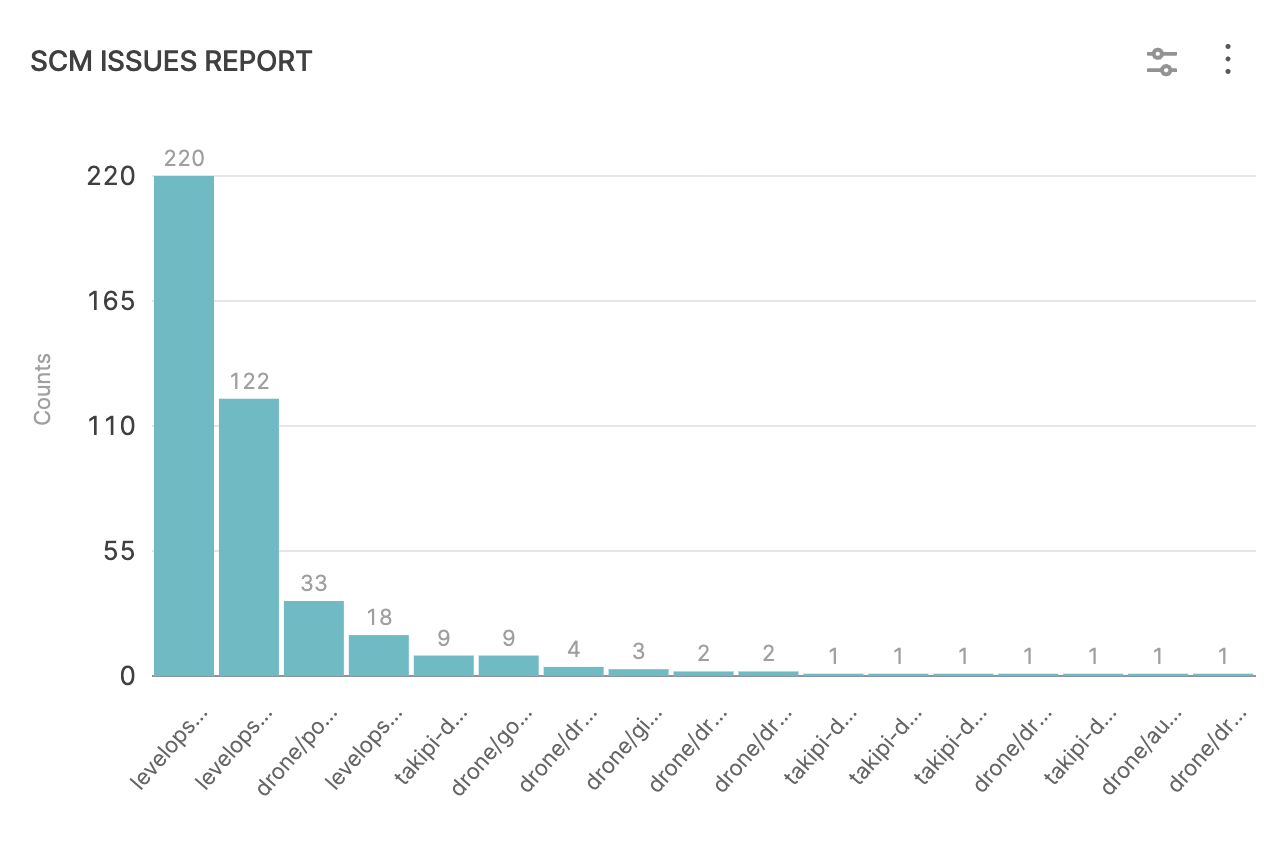 SCM ISSUES REPORT
220
220
165
122
110
Counts
55
33
18
9
9
4
3
2
2
1
1
1
1
1
1
1
0
levelops...
levelops...
drone/po...
levelops...
takipi-d...
drone/go...
drone/dr...
drone/gi...
drone/dr...
drone/dr...
takipi-d...
takipi-d...
takipi-d...
drone/dr...
takipi-d...
drone/au...
drone/dr...